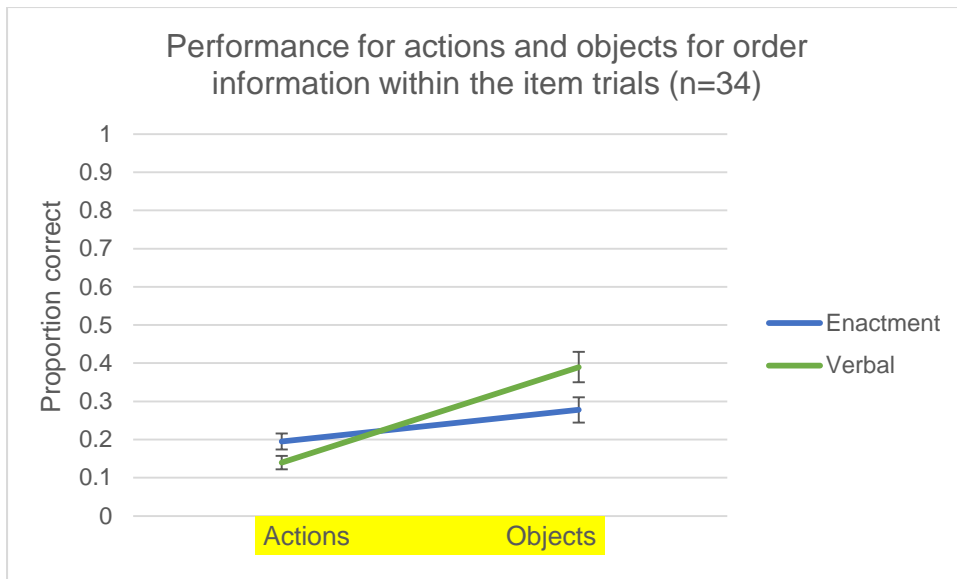 Performance for actions and objects for order
information within the item trials (n=34)
Proportion correct
1
0.9
0.8
0.7
0.6
0.5
0.4
0.3
0.2
0.1
0
Actions Objects
Enactment
Verbal